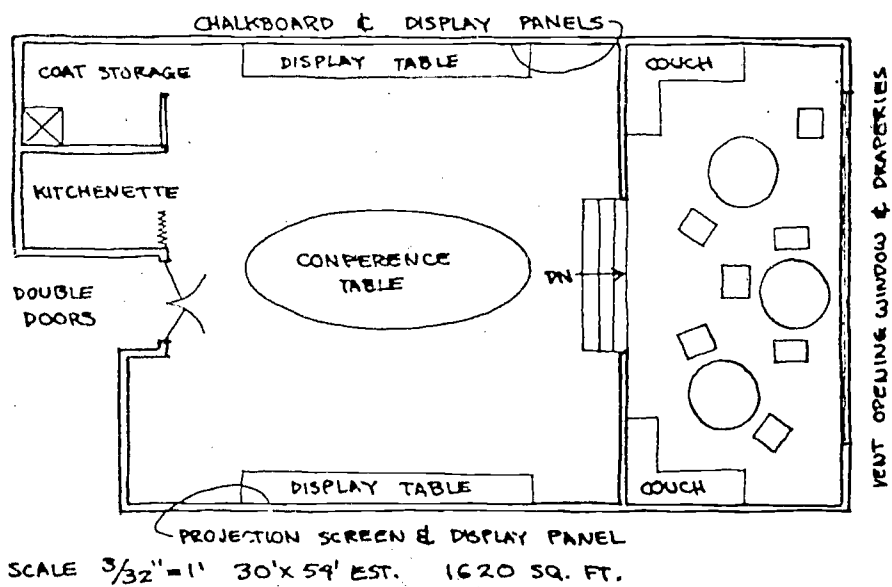 CHALKBOARD & DISPLAY PANELS
COAT STORAGE
DISPLAY TABLE
COUCH
KITCHENETTE
CONFERENCE
TABLE
DN
DOUBLE
DOORS
VENT OPENING WINDOW & DRAPERIES
DISPLAY TABLE
COUCH
PROJECTION SCREEN & DISPLAY PANEL
SCALE 3/32"=1' 30'X54' EST. 1620 SQ. FT.